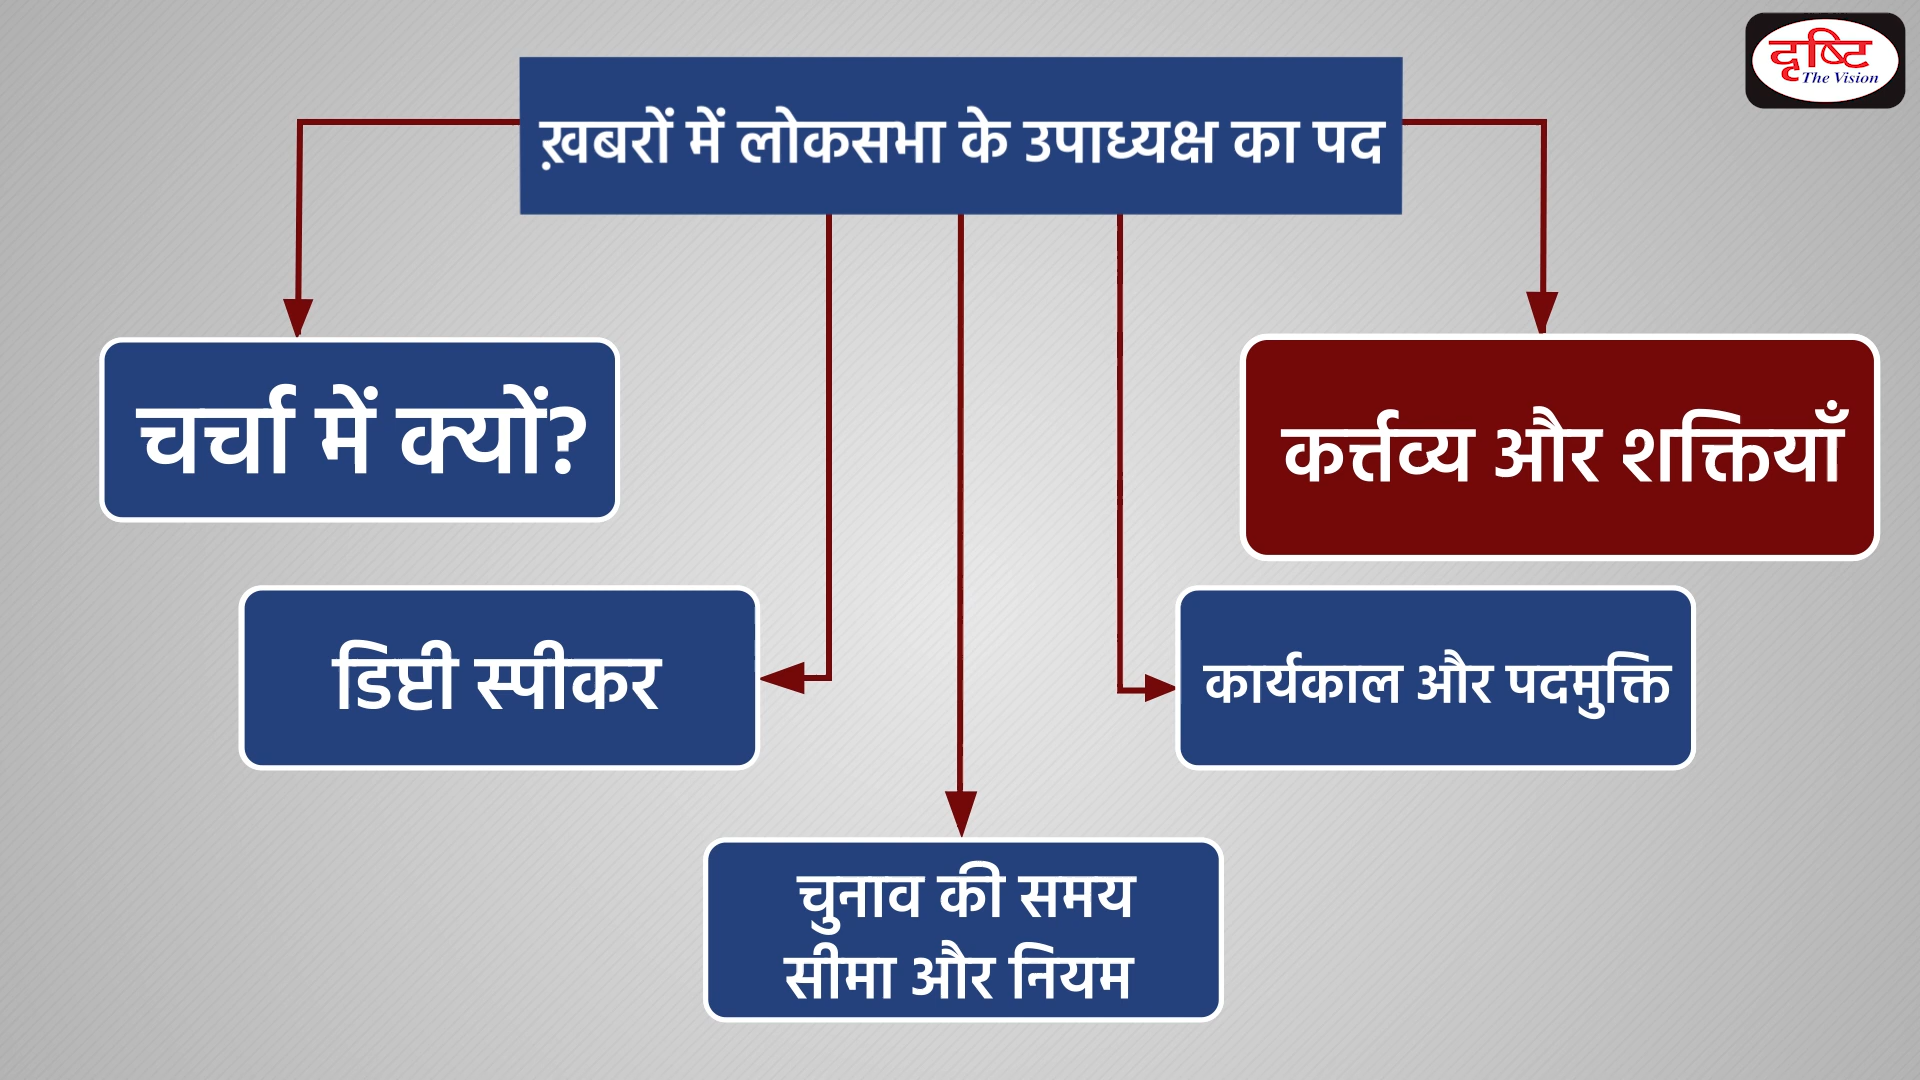 दृष्टि
The Vision
ख़बरों में लोकसभा के उपाध्यक्ष का पद
चर्चा में क्यों?
कर्त्तव्य और शक्तियाँ
डिप्टी स्पीकर
कार्यकाल और पदमुक्ति
चुनाव की समय
सीमा और नियम